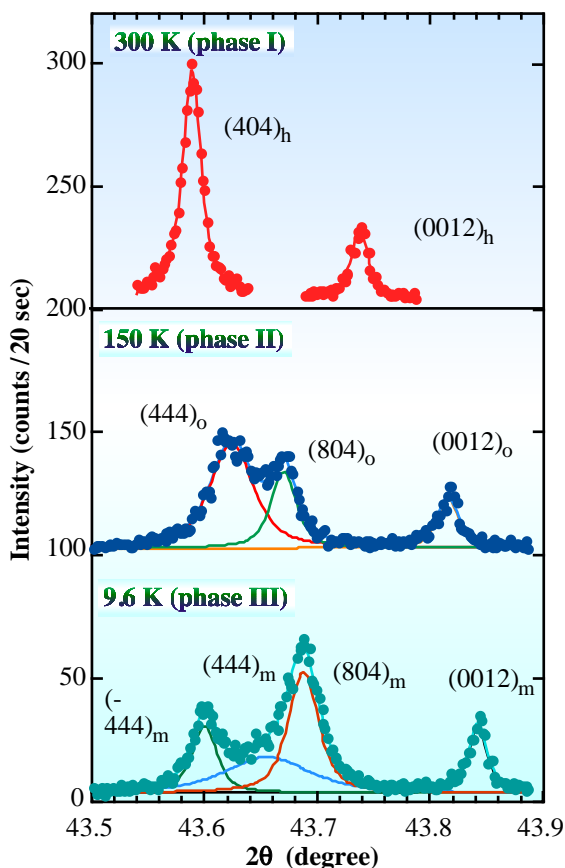 300 K (phase I)
300
(404)h
250
(0012)h
200
150 K (phase II)
(444)o
(804)o
(0012)o
150
100
9.6 K (phase III)
(444)m
(804)m
(0012)m
(-
444)m
50
0
43.5 43.6 43.7 43.8 43.9
2θ (degree)
Intensity (counts / 20 sec)